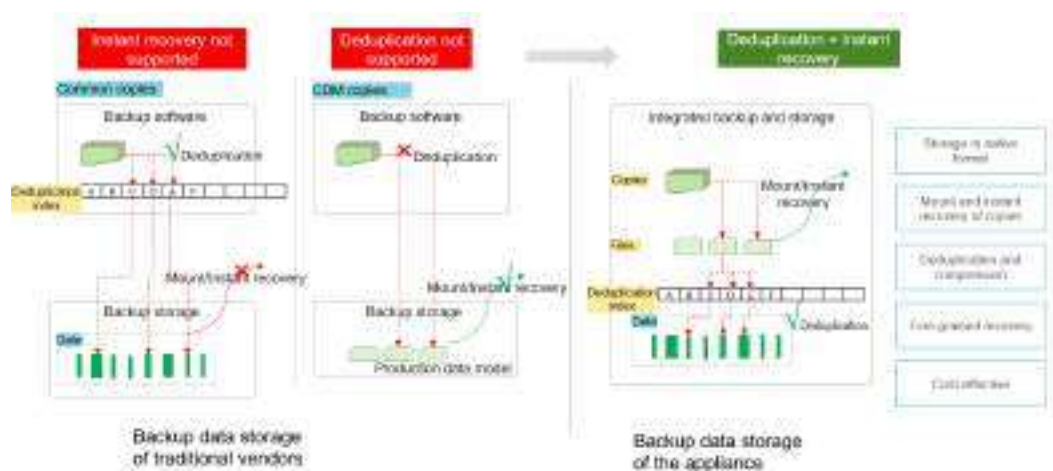 Instant recovery not
supported
Common copies
Backup software
Deduplication
Deduplication
index
Mount/Instant recovery
Backup storage
Data
Deduplication not
supported
CDM copies
Backup software
Deduplication
Mount/Instant recovery
Backup storage
Production data model
Backup data storage
of traditional vendors
Deduplication + Instant
recovery
Integrated backup and storage
Copies
Mount/Instant
recovery
Files
Deduplication
index
A B C D E F
Data
Deduplication
Backup data storage
of the appliance
Storage in native
format
Mount and instant
recovery of copies
Deduplication and
compression
Fine-grained recovery
Cost-effective